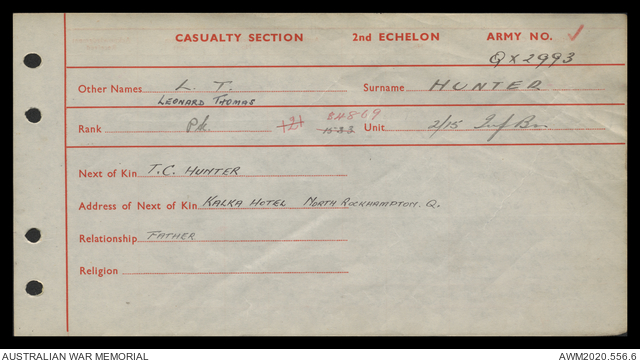 CASUALTY SECTION 2nd ECHELON ARMY NO. ✓
QX2993
Other Names L. T. Surname HUNTER
LEONARD THOMAS
Rank Pte. Unit 2/15 Inf Bn.
Next of Kin T.C. HUNTER
Address of Next of Kin KALKA HOTEL NORTH ROCKHAMPTON. Q.
Relationship FATHER
Religion
AUSTRALIAN WAR MEMORIAL AWM2020.556.6